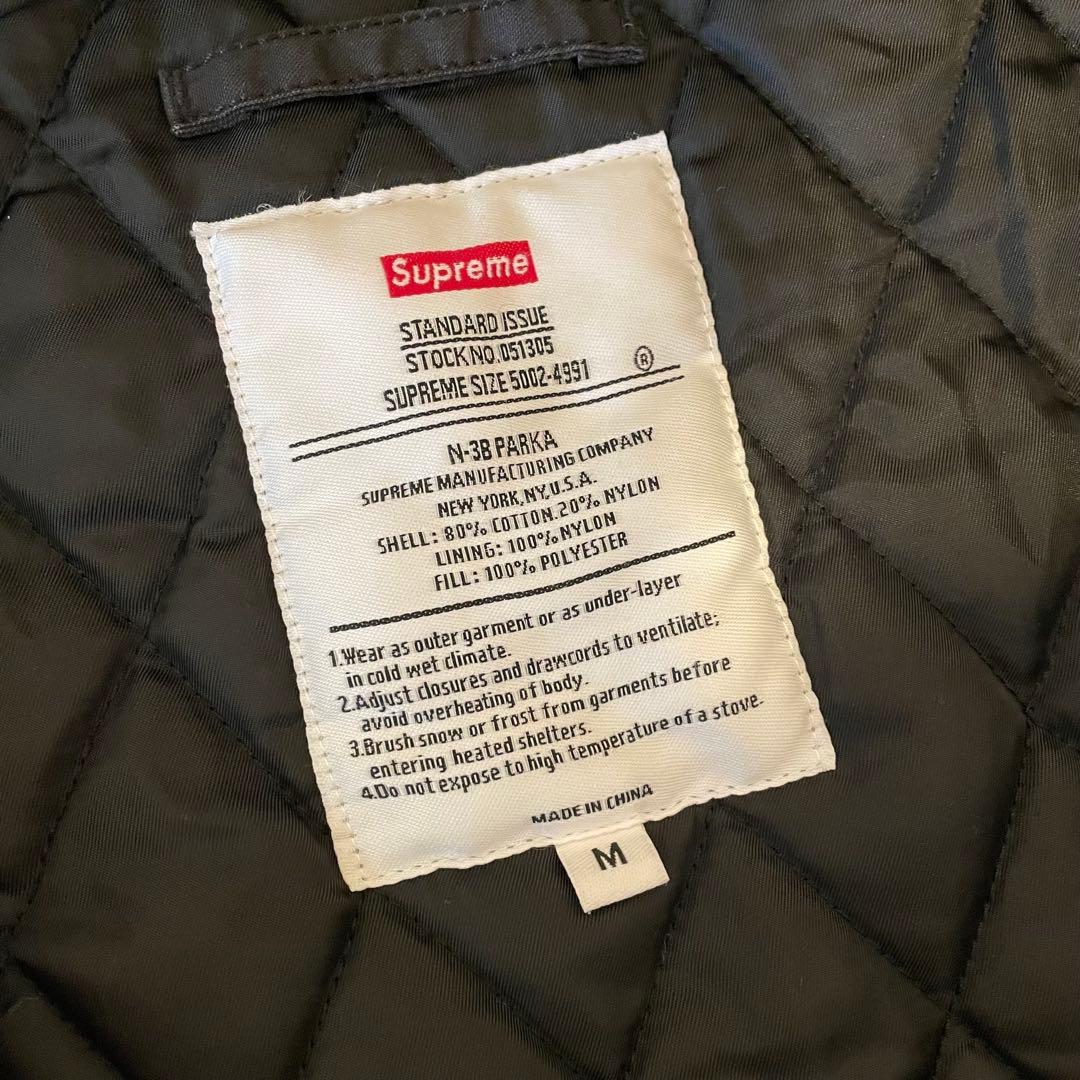 Supreme
STANDARD ISSUE
STOCK NO.051305
SUPREME SIZE 5002-4991 ®
N-3B PARKA
SUPREME MANUFACTURING COMPANY
NEW YORK,NY,U.S.A.
SHELL: 80% COTTON.20% NYLON
LINING: 100% NYLON
FILL: 100% POLYESTER
1.Wear as outer garment or as under-layer
in cold wet climate.
2.Adjust closures and drawcords to ventilate;
avoid overheating of body.
3.Brush snow or frost from garments before
entering heated shelters.
4.Do not expose to high temperature of a stove.
MADE IN CHINA
M